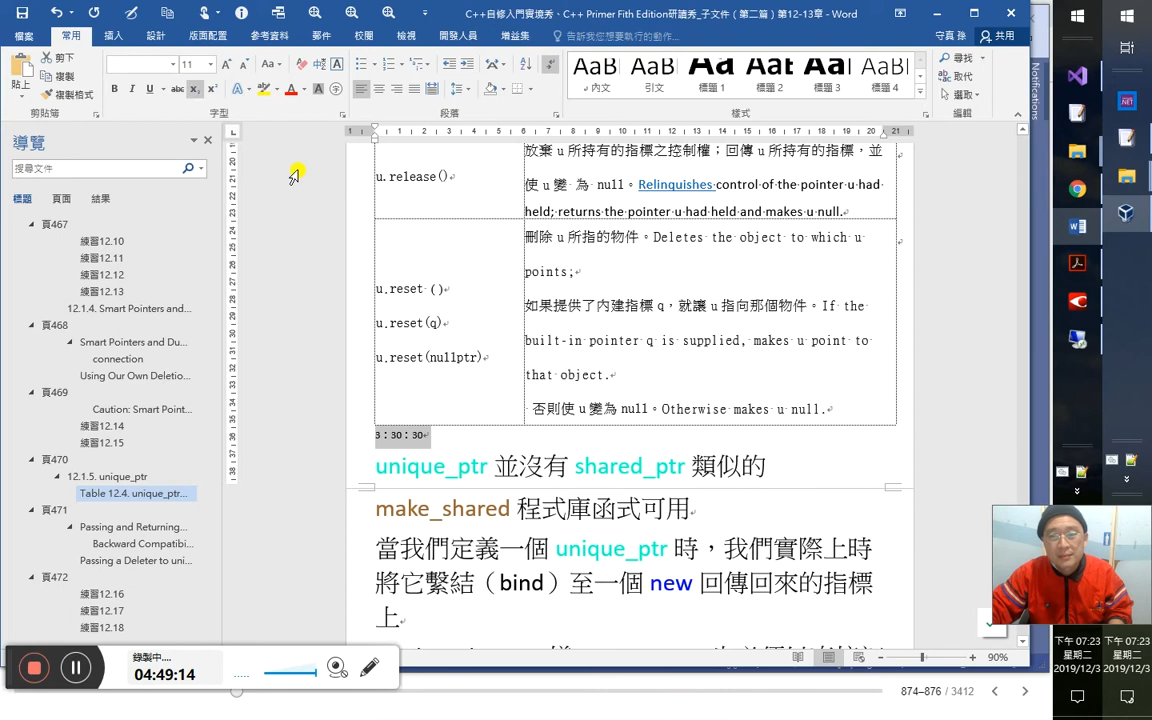 C++自修入門實境秀、C++ Primer Fith Edition研讀秀_子文件（第二篇）第12-13章 - Word
檔案 常用 插入 設計 版面配置 參考資料 郵件 校閱 檢視 開發人員 增益集 告訴我您想要執行的動作... 守真 孫 共用
貼上 剪下 複製 複製格式
11
AaBb AaBb AaBb AaBb AaBb AaBb
內文 引文 標題 1 標題 2 標題 3 標題 4
尋找 取代 選取
剪貼簿 字型 段落 樣式 編輯
導覽
搜尋文件
標題 頁面 結果
頁467
練習12.10
練習12.11
練習12.12
練習12.13
12.1.4. Smart Pointers and...
頁468
Smart Pointers and Du...
connection
Using Our Own Deletio...
頁469
Caution: Smart Point...
練習12.14
練習12.15
頁470
12.1.5. unique_ptr
Table 12.4. unique_ptr...
頁471
Passing and Returning...
Backward Compatibi...
Passing a Deleter to uni...
頁472
練習12.16
練習12.17
練習12.18
u.release()
放棄 u 所持有的指標之控制權；回傳 u 所持有的指標，並
使 u 變 為 null。Relinquishes control of the pointer u had
held; returns the pointer u had held and makes u null.
u.reset ()
u.reset(q)
u.reset(nullptr)
刪除 u 所指的物件。Deletes the object to which u
points;
如果提供了內建指標 q，就讓 u 指向那個物件。If the
built-in pointer q is supplied, makes u point to
that object.
否則使 u 變為 null。Otherwise makes u null.
3：30：30
unique_ptr 並沒有 shared_ptr 類似的
make_shared 程式庫函式可用
當我們定義一個 unique_ptr 時，我們實際上時
將它繫結（bind）至一個 new 回傳回來的指標
上
90%
錄製中....
04:49:14
874–876 / 3412
Notifications
下午 07:23
星期二
2019/12/3
下午 07:23
星期二
2019/12/3